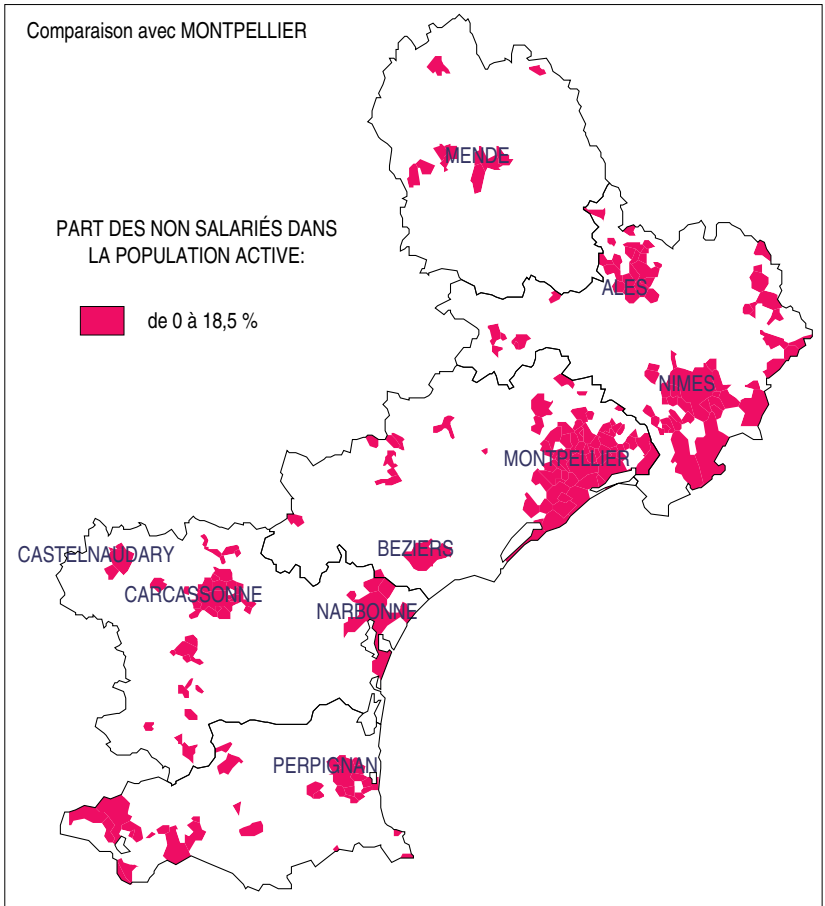 Comparaison avec MONTPELLIER
MENDE
PART DES NON SALARIÉS DANS
LA POPULATION ACTIVE:
ALES
de 0 à 18,5 %
NIMES
MONTPELLIER
BEZIERS
CASTELNAUDARY
CARCASSONNE
NARBONNE
PERPIGNAN